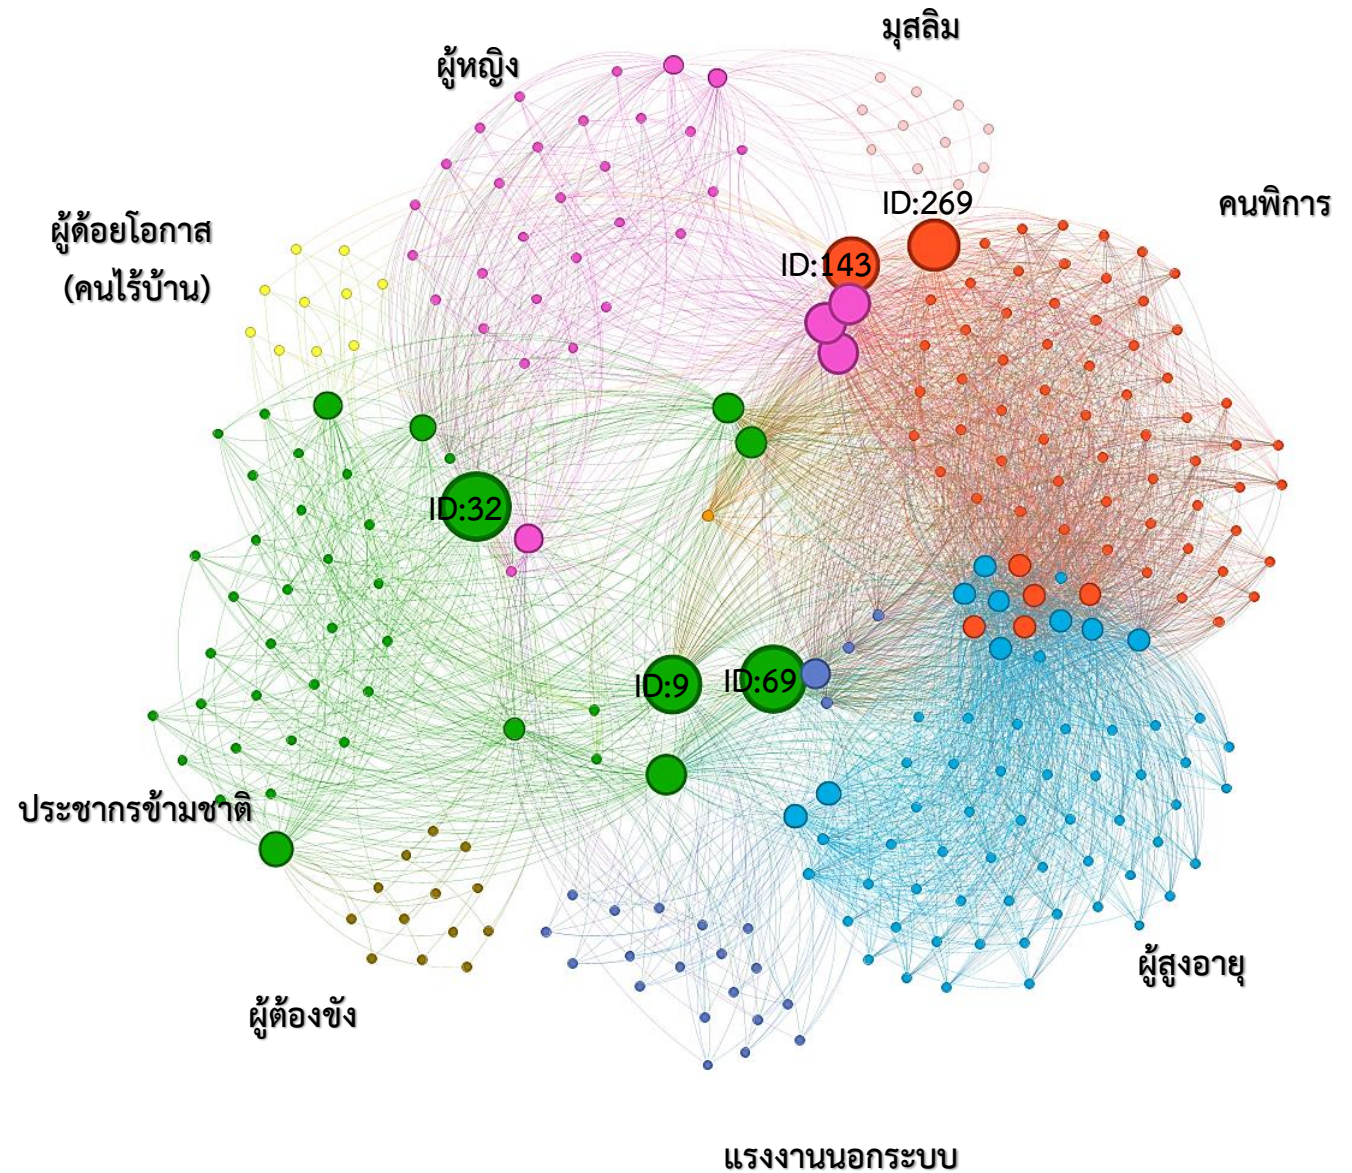 มุสลิม
ผู้หญิง
ID:269
คนพิการ
ผู้ด้อยโอกาส
(คนไร้บ้าน)
ID:143
ID:32
ID:9
ID:69
ประชากรข้ามชาติ
ผู้สูงอายุ
ผู้ต้องขัง
แรงงานนอกระบบ